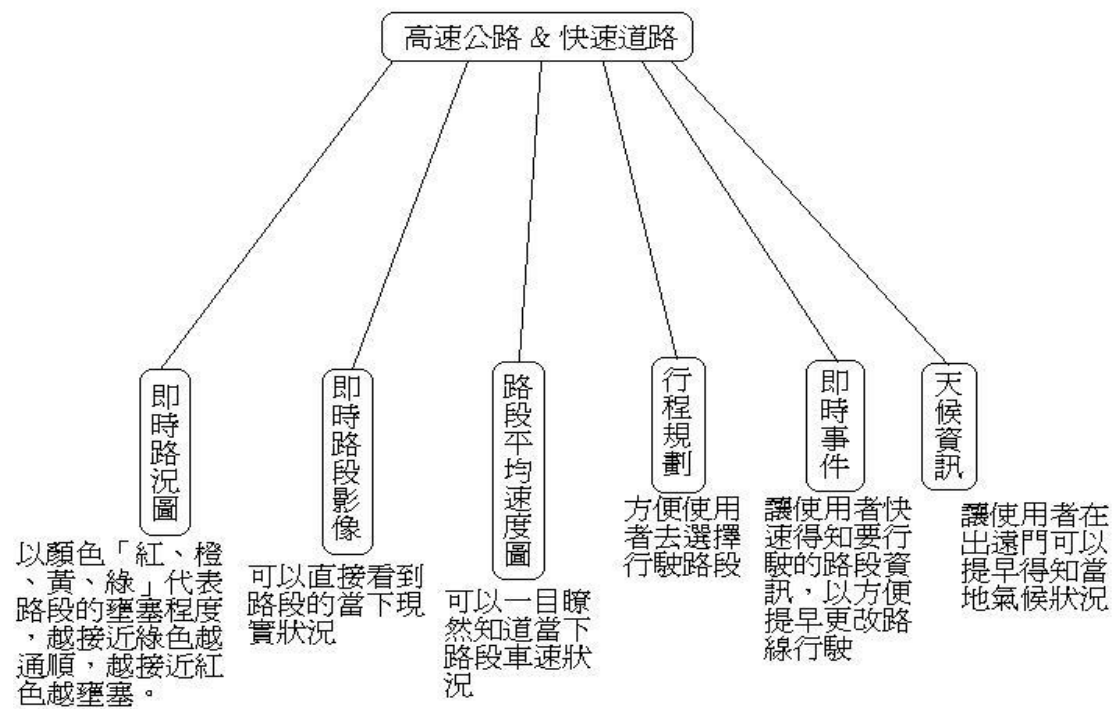 高速公路 & 快速道路
即時路況圖
以顏色「紅、橙
、黃、綠」代表
路段的壅塞程度
，越接近綠色越
通順，越接近紅
色越壅塞。
即時路段影像
可以直接看到
路段的當下現
實狀況
路段平均速度圖
可以一目瞭
然知道當下
路段車速狀
況
行程規劃
方便使用
者去選擇
行駛路段
即時事件
讓使用者快
速得知要行
駛的路段資
訊，以方便
提早更改路
線行駛
天候資訊
讓使用者在
出遠門可以
提早得知當
地氣候狀況